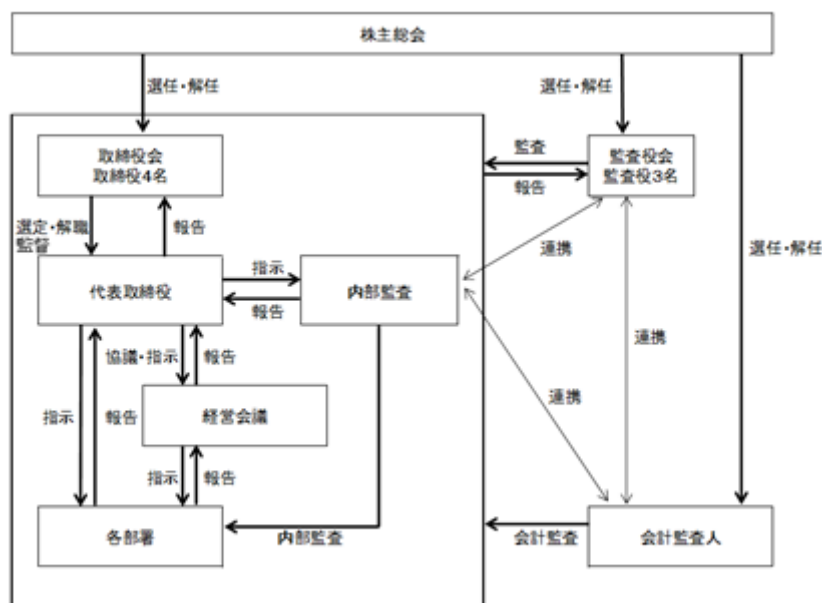 株主総会
選任・解任
選任・解任
取締役会
取締役4名
監査
報告
監査役会
監査役3名
選定・解職
監督
報告
連携
選任・解任
代表取締役
指示
報告
内部監査
連携
協議・指示
報告
連携
指示
報告
経営会議
指示
報告
各部署
内部監査
会計監査
会計監査人